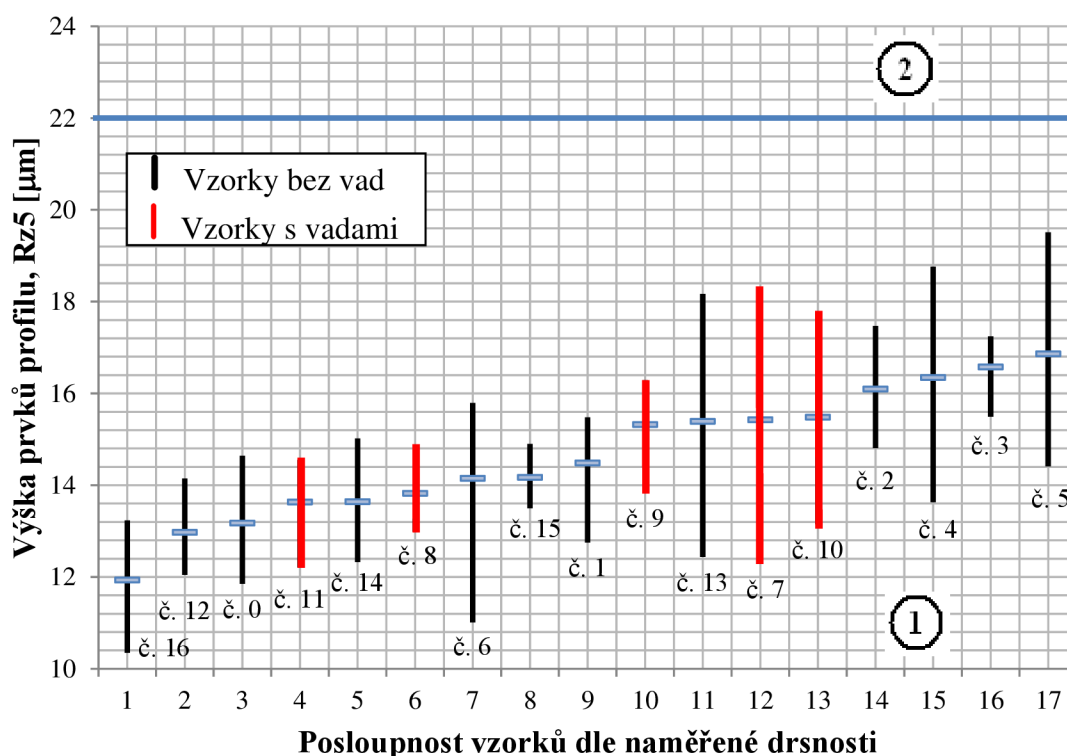 24
2
22
Vzorky bez vad
20
Vzorky s vadami
Výška prvků profilu, Rz5 [µm]
18
16
č. 2
č. 3
14
č. 9
č. 5
č. 15
č. 4
č. 8
č. 1
č. 10
č. 14
č. 13
č. 11
č. 7
12
č. 12
č. 0
1
č. 16
č. 6
10
1 2 3 4 5 6 7 8 9 10 11 12 13 14 15 16 17
Posloupnost vzorků dle naměřené drsnosti